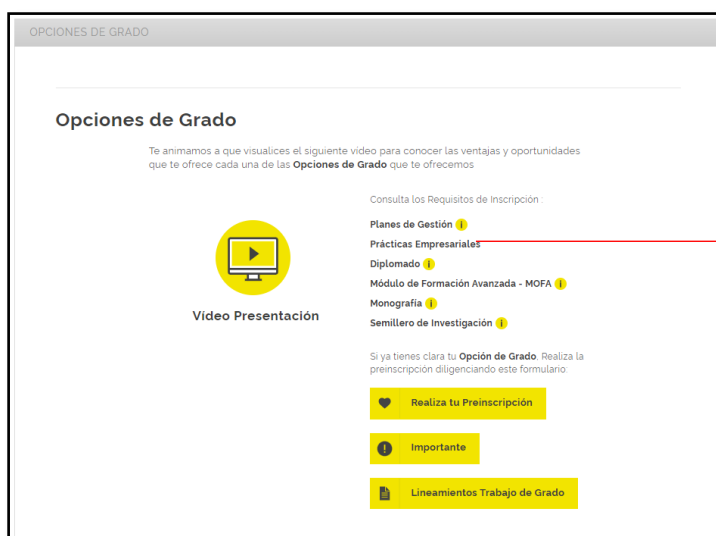 OPCIONES DE GRADO
Opciones de Grado
Te animamos a que visualices el siguiente vídeo para conocer las ventajas y oportunidades
que te ofrece cada una de las Opciones de Grado que te ofrecemos
Consulta los Requisitos de Inscripción :
Planes de Gestión i
Prácticas Empresariales
Diplomado i
Módulo de Formación Avanzada - MOFA i
Monografía i
Semillero de Investigación i
Vídeo Presentación
Si ya tienes clara tu Opción de Grado. Realiza la
preinscripción diligenciando este formulario:
Realiza tu Preinscripción
Importante
Lineamientos Trabajo de Grado